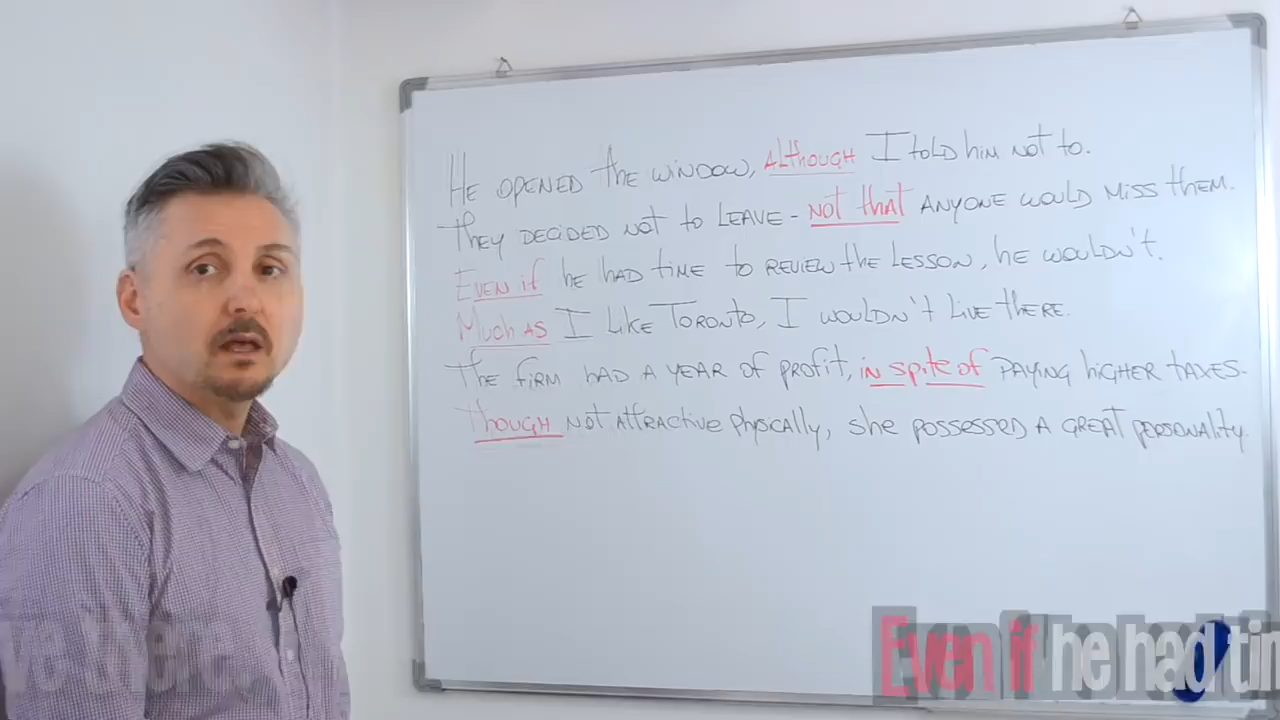 He opened the window, although I told him not to.
They decided not to leave - not that anyone would miss them.
Even if he had time to review the lesson, he wouldn't.
Much as I like Toronto, I wouldn't live there.
The firm had a year of profit, in spite of paying higher taxes.
Though not attractive physically, she possessed a great personality.
ve there.
Even if he had tim